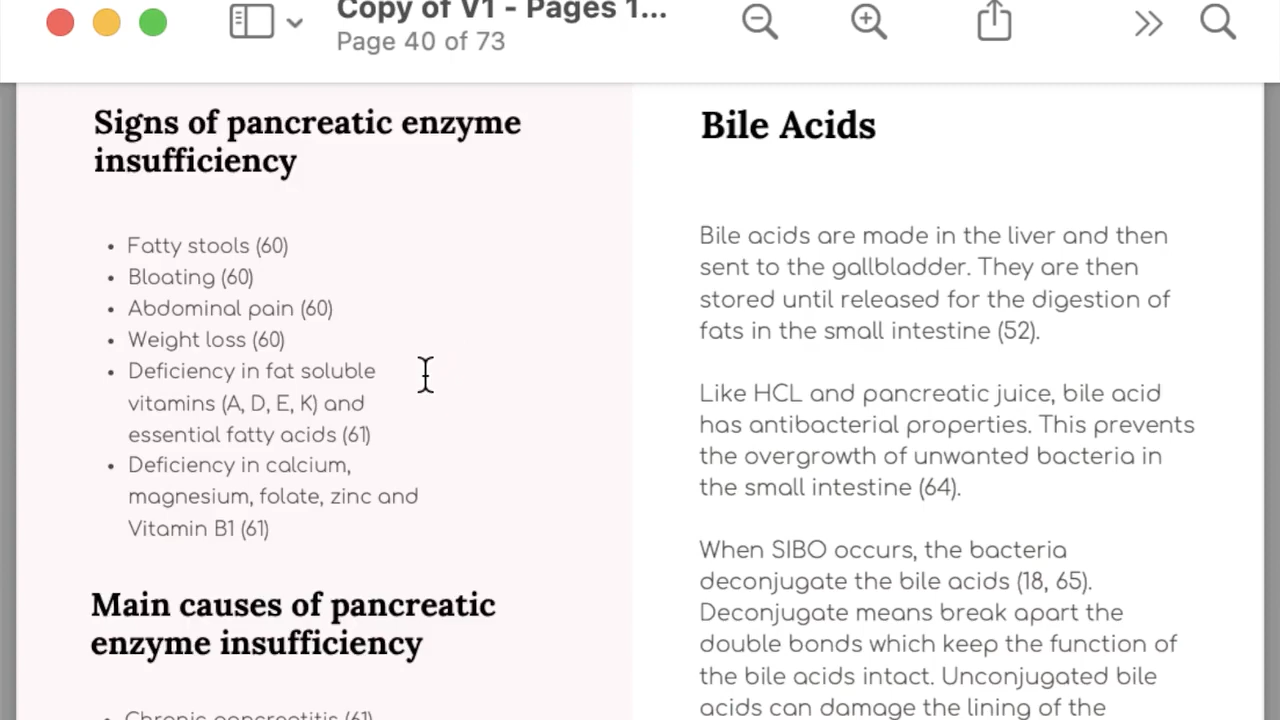 Copy of V1 - Pages 1...
Page 40 of 73
Signs of pancreatic enzyme
insufficiency
• Fatty stools (60)
• Bloating (60)
• Abdominal pain (60)
• Weight loss (60)
• Deficiency in fat soluble
vitamins (A, D, E, K) and
essential fatty acids (61)
• Deficiency in calcium,
magnesium, folate, zinc and
Vitamin B1 (61)
Main causes of pancreatic
enzyme insufficiency
• Chronic pancreatitis (61)
Bile Acids
Bile acids are made in the liver and then
sent to the gallbladder. They are then
stored until released for the digestion of
fats in the small intestine (52).
Like HCL and pancreatic juice, bile acid
has antibacterial properties. This prevents
the overgrowth of unwanted bacteria in
the small intestine (64).
When SIBO occurs, the bacteria
deconjugate the bile acids (18, 65).
Deconjugate means break apart the
double bonds which keep the function of
the bile acids intact. Unconjugated bile
acids can damage the lining of the